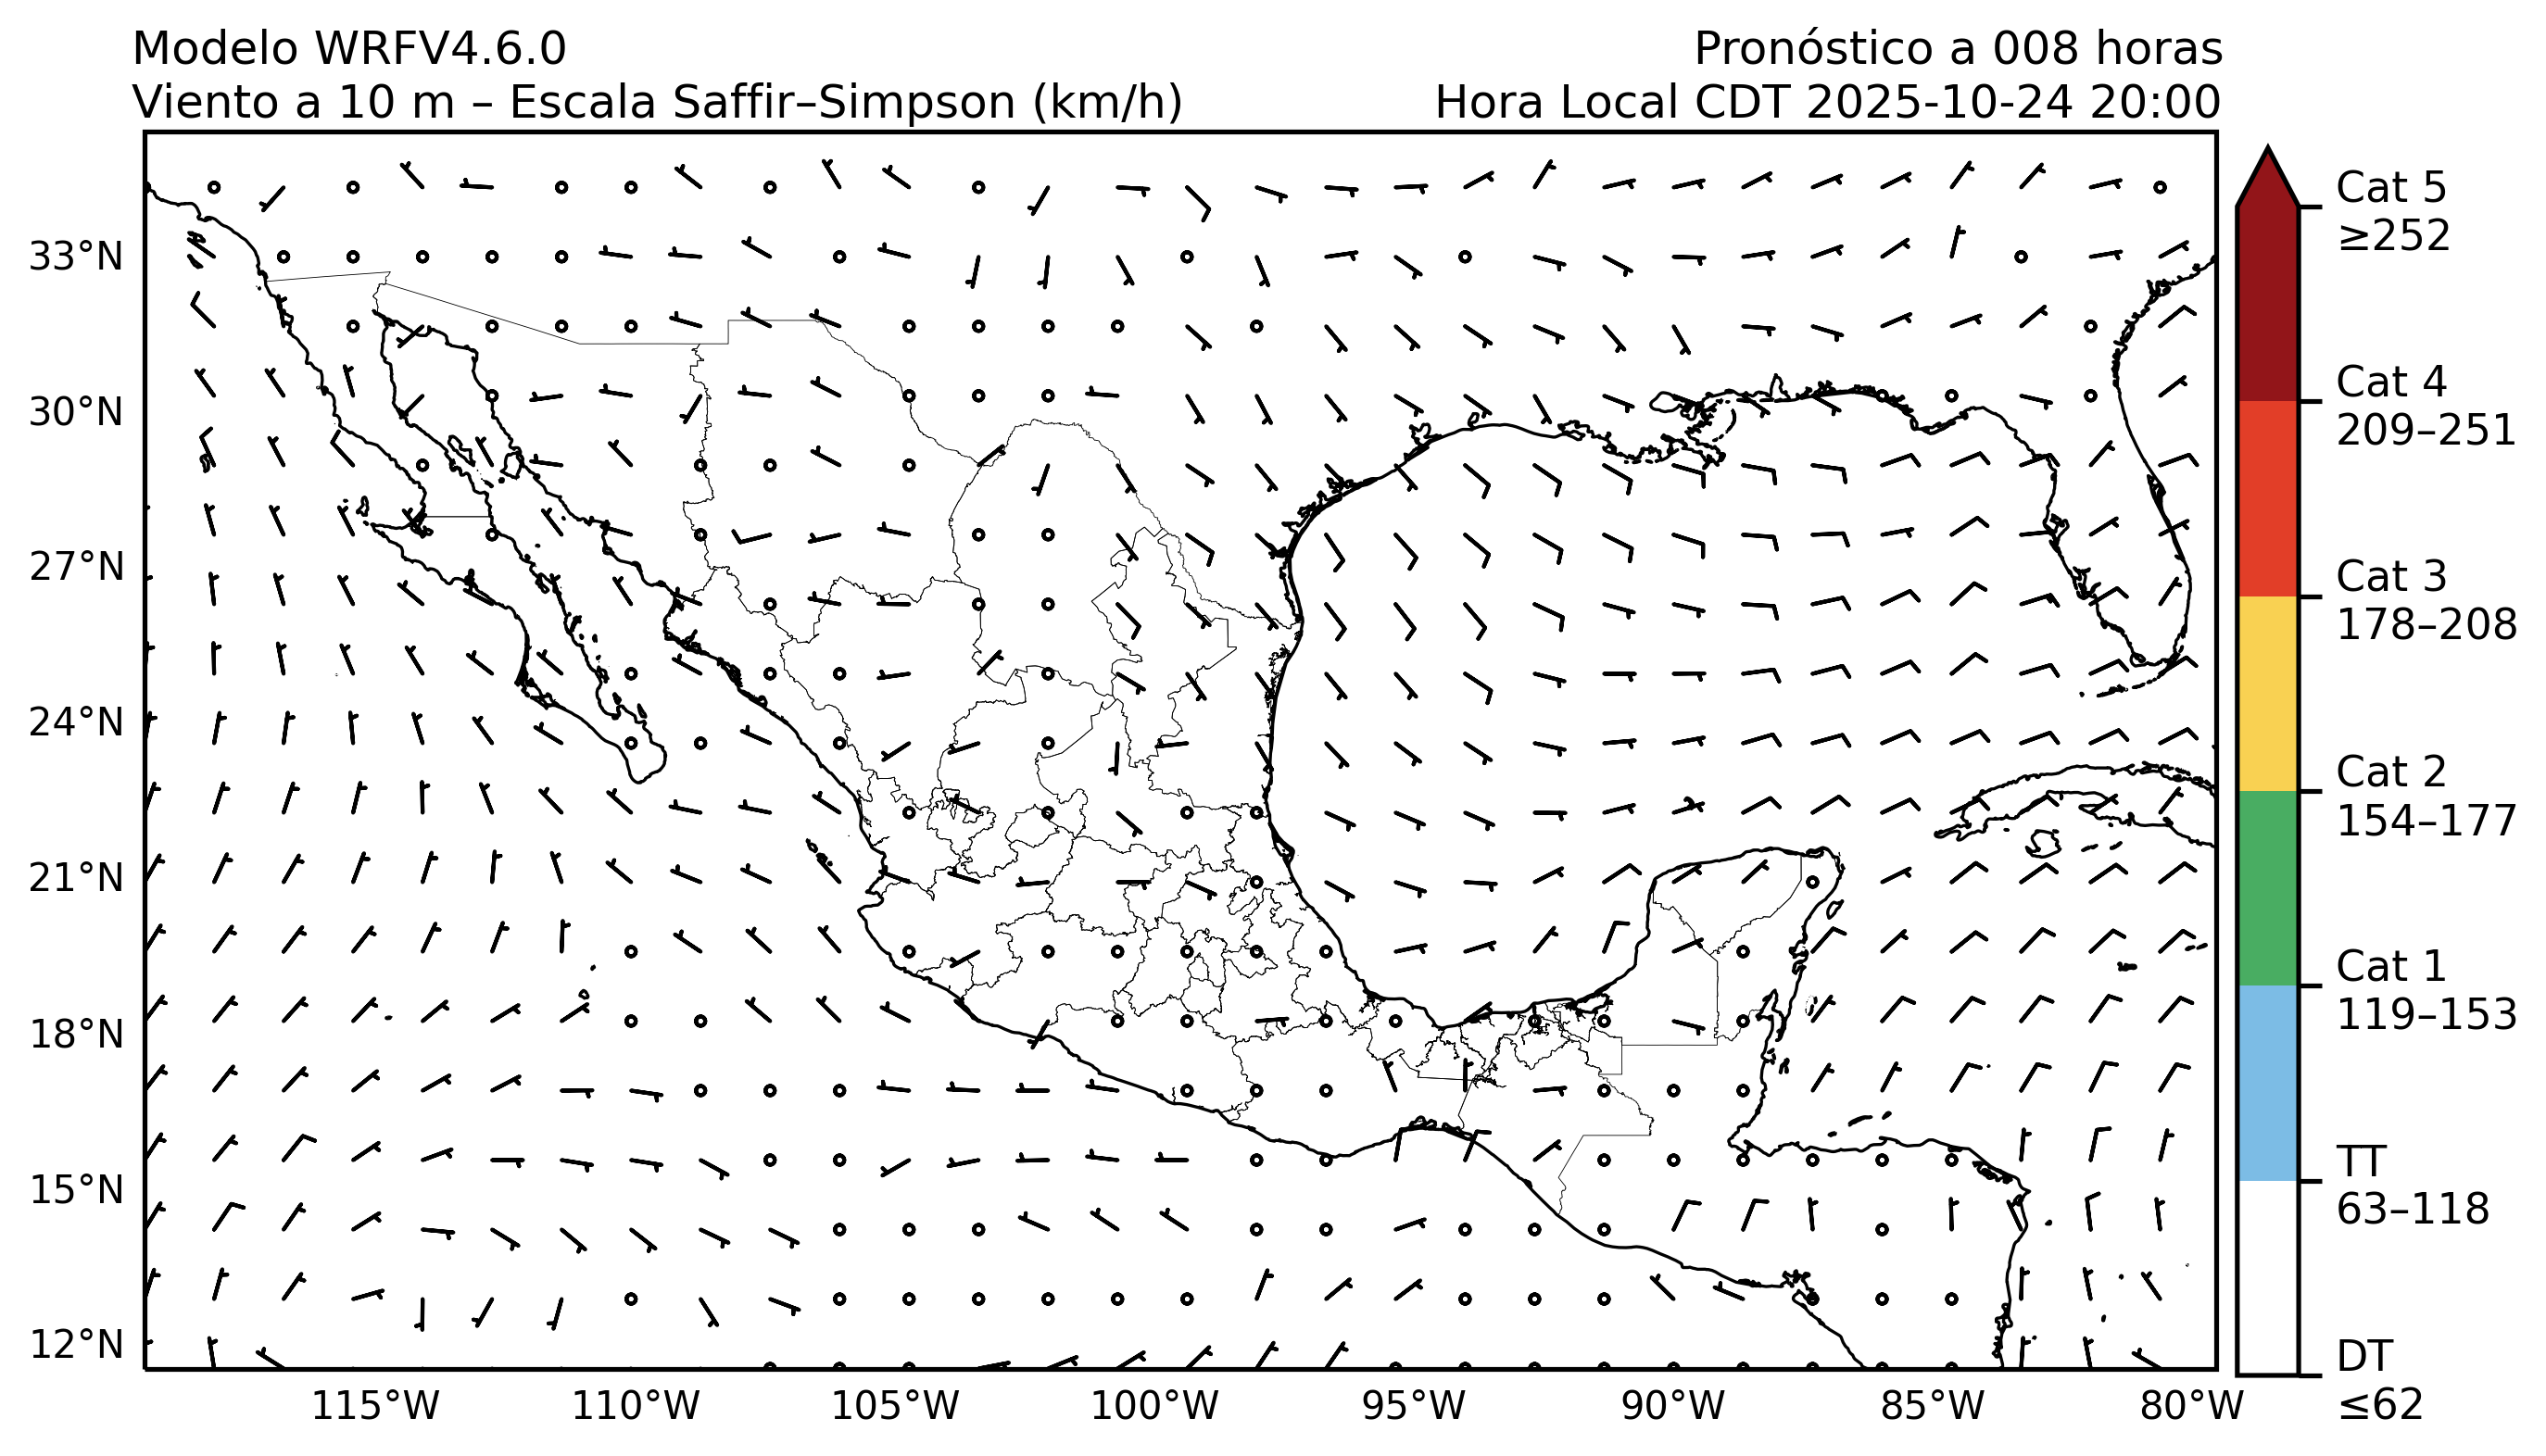 Modelo WRFV4.6.0
Pronóstico a 008 horas
Viento a 10 m – Escala Saffir–Simpson (km/h)
Hora Local CDT 2025-10-24 20:00
33°N
30°N
27°N
24°N
21°N
18°N
15°N
12°N
115°W
110°W
105°W
100°W
95°W
90°W
85°W
80°W
Cat 5
≥252
Cat 4
209–251
Cat 3
178–208
Cat 2
154–177
Cat 1
119–153
TT
63–118
DT
≤62